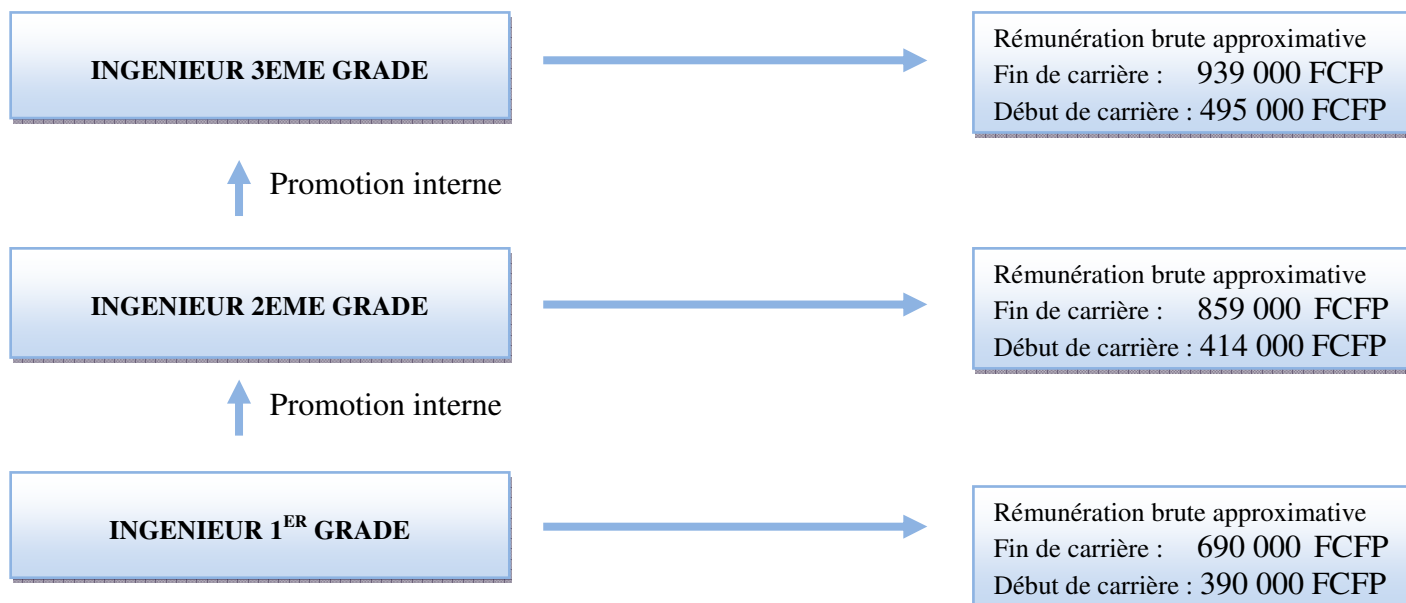 INGENIEUR 3EME GRADE
Rémunération brute approximative
Fin de carrière : 939 000 FCFP
Début de carrière : 495 000 FCFP
Promotion interne
INGENIEUR 2EME GRADE
Rémunération brute approximative
Fin de carrière : 859 000 FCFP
Début de carrière : 414 000 FCFP
Promotion interne
INGENIEUR 1ER GRADE
Rémunération brute approximative
Fin de carrière : 690 000 FCFP
Début de carrière : 390 000 FCFP